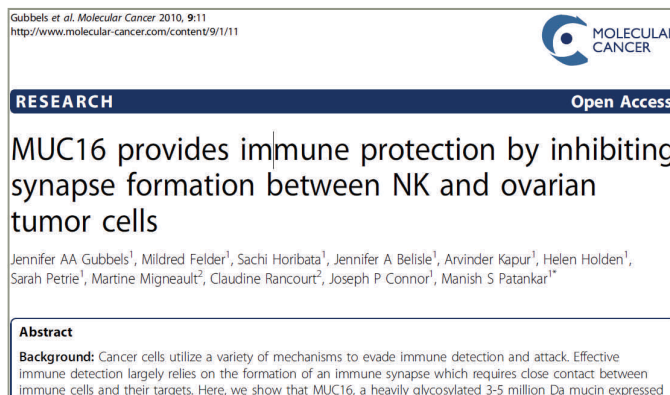 Gubbels et al. Molecular Cancer 2010, 9:11
http://www.molecular-cancer.com/content/9/1/11
MOLECULAR
CANCER
RESEARCH
Open Access
MUC16 provides immune protection by inhibiting
synapse formation between NK and ovarian
tumor cells
Jennifer AA Gubbels1, Mildred Felder1, Sachi Horibata1, Jennifer A Belisle1, Arvinder Kapur1, Helen Holden1,
Sarah Petrie1, Martine Migneault2, Claudine Rancourt2, Joseph P Connor1, Manish S Patankar1*
Abstract
Background: Cancer cells utilize a variety of mechanisms to evade immune detection and attack. Effective
immune detection largely relies on the formation of an immune synapse which requires close contact between
immune cells and their targets. Here, we show that MUC16, a heavily glycosylated 3-5 million Da mucin expressed